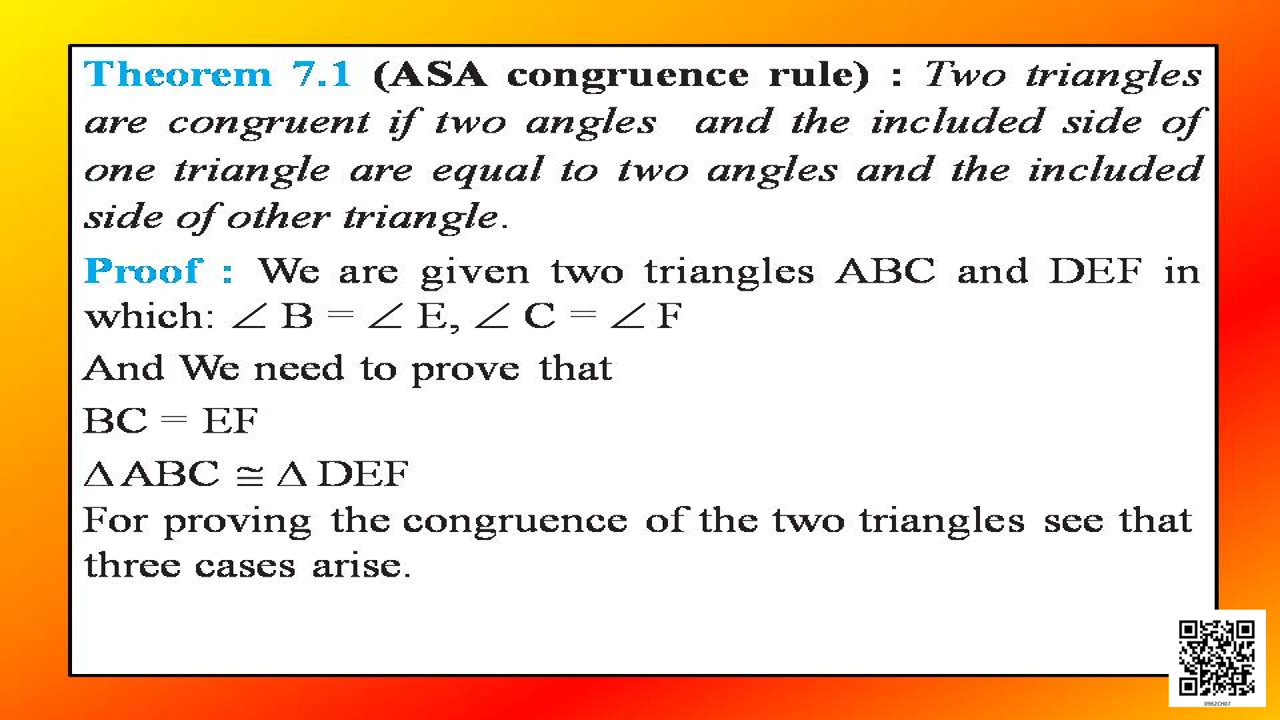 Theorem 7.1 (ASA congruence rule) : Two triangles
are congruent if two angles and the included side of
one triangle are equal to two angles and the included
side of other triangle.
Proof : We are given two triangles ABC and DEF in
which: ∠ B = ∠ E, ∠ C = ∠ F
And We need to prove that
BC = EF
Δ ABC ≅ Δ DEF
For proving the congruence of the two triangles see that
three cases arise.
0962CH07